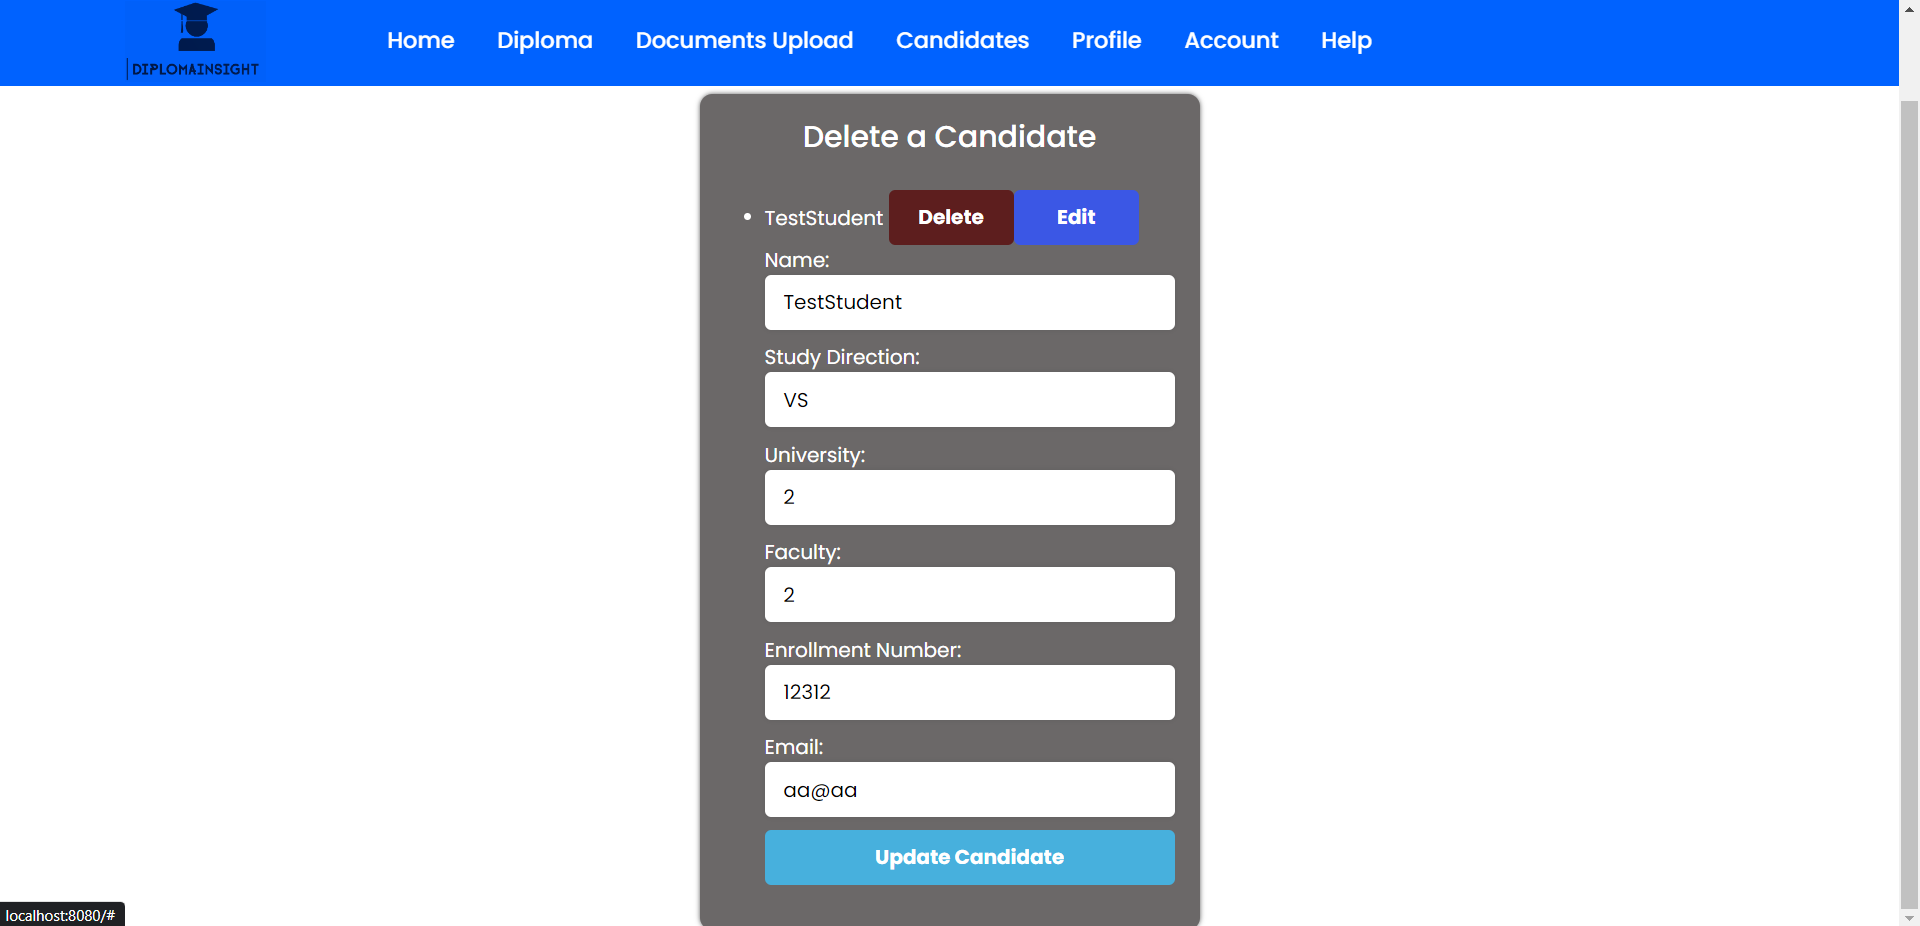 DIPLOMAINSIGHT
Home Diploma Documents Upload Candidates Profile Account Help
Delete a Candidate
TestStudent Delete Edit
Name:
TestStudent
Study Direction:
VS
University:
2
Faculty:
2
Enrollment Number:
12312
Email:
aa@aa
Update Candidate
localhost:8080/#